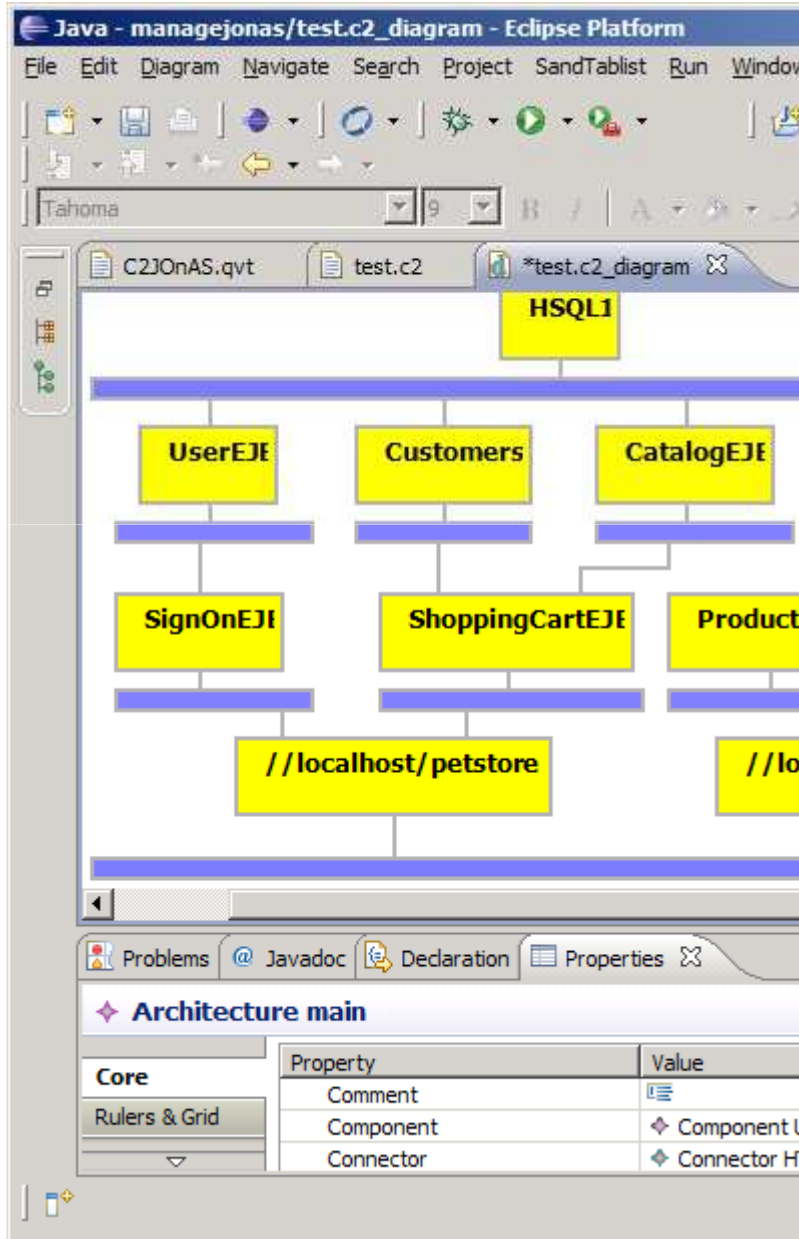 Java - managejonas/test.c2_diagram - Eclipse Platform
File Edit Diagram Navigate Search Project SandTablist Run Window
Tahoma 9 B I A
C2JOnAS.qvt test.c2 *test.c2_diagram
HSQL1
UserEJE Customers CatalogEJE
SignOnEJE ShoppingCartEJE Product
//localhost/petstore //lo
Problems @ Javadoc Declaration Properties
Architecture main
Property Value
Core
Comment
Rulers & Grid
Component Component U
Connector Connector HT